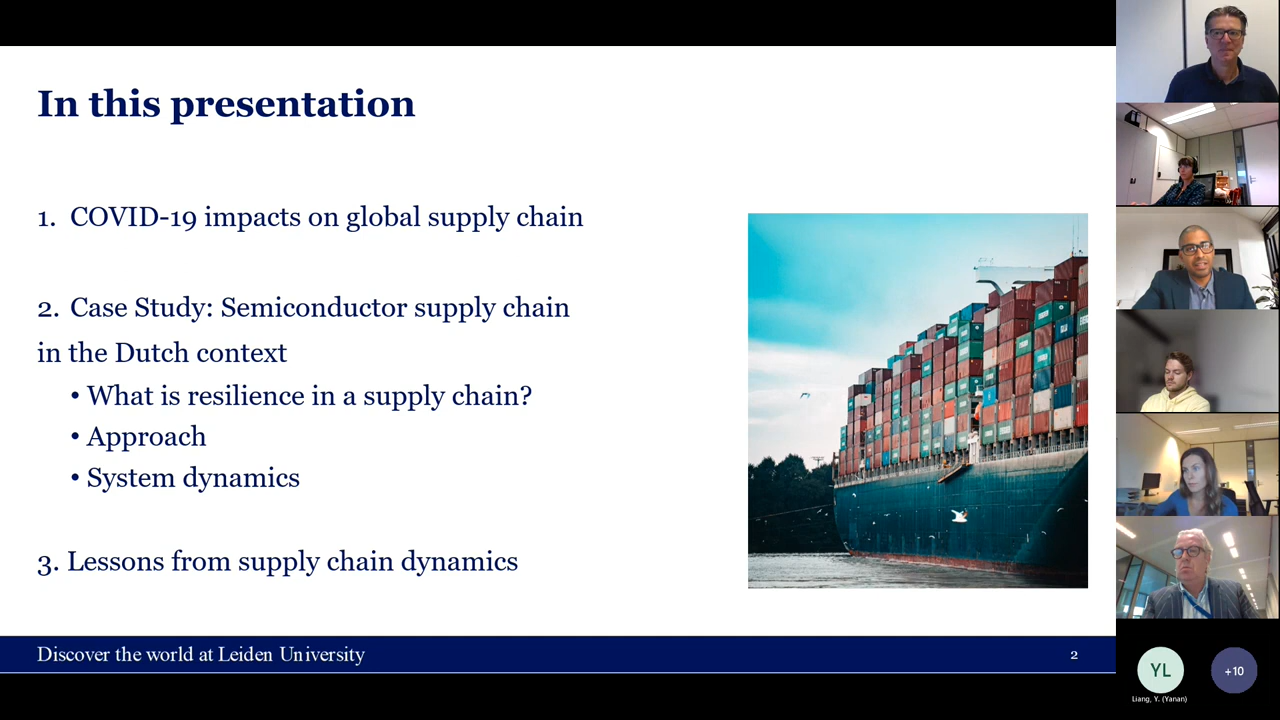 In this presentation
1. COVID-19 impacts on global supply chain
2. Case Study: Semiconductor supply chain
in the Dutch context
• What is resilience in a supply chain?
• Approach
• System dynamics
3. Lessons from supply chain dynamics
Discover the world at Leiden University
2
YL
+10
Liang, Y. (Yanan)